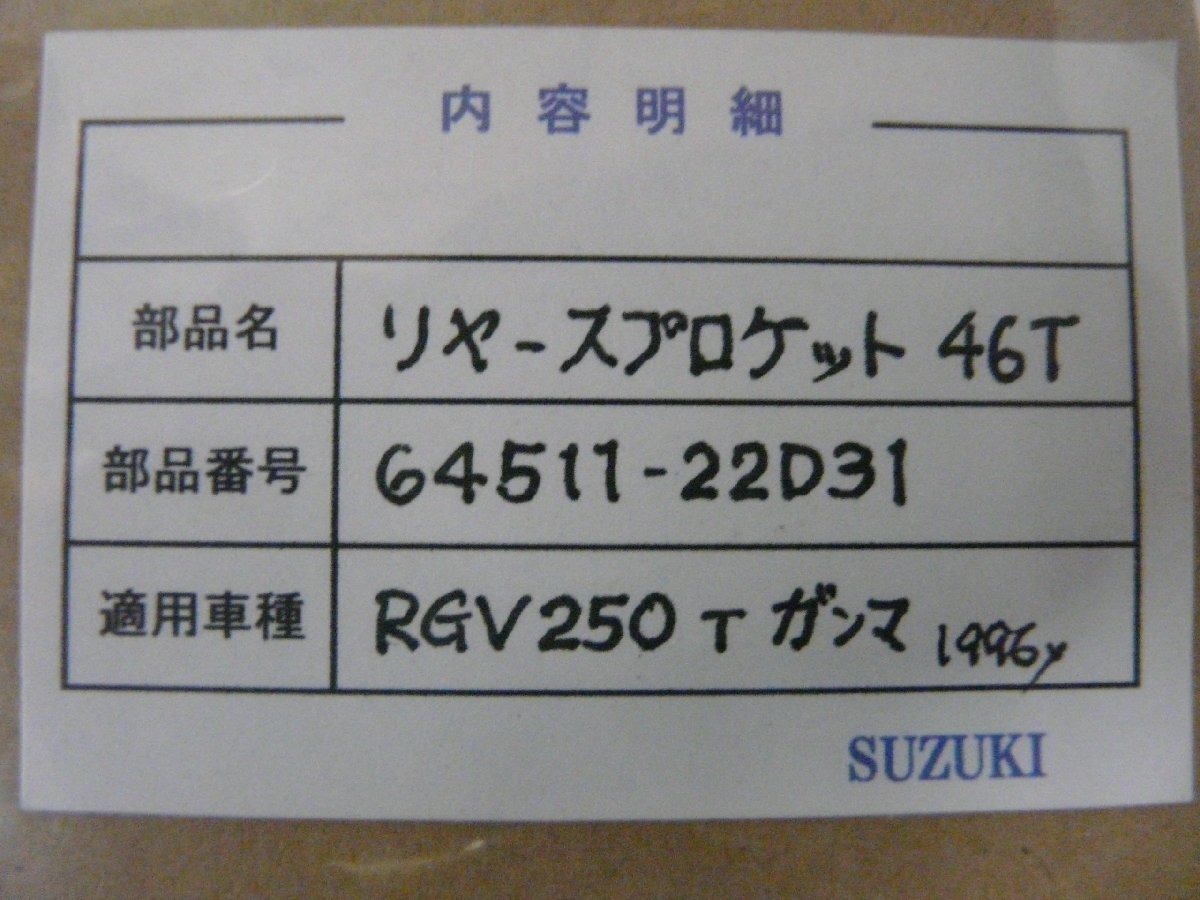 内容明細
部品名 リヤースプロケット 46T
部品番号 64511-22D31
適用車種 RGV250 T ガンマ 1996y
SUZUKI